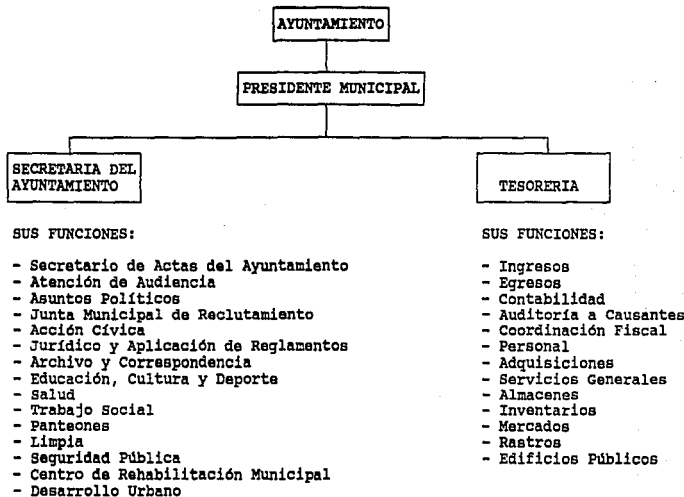 AYUNTAMIENTO
PRESIDENTE MUNICIPAL
SECRETARIA DEL
AYUNTAMIENTO
SUS FUNCIONES:
- Secretario de Actas del Ayuntamiento
- Atención de Audiencia
- Asuntos Políticos
- Junta Municipal de Reclutamiento
- Acción Cívica
- Jurídico y Aplicación de Reglamentos
- Archivo y Correspondencia
- Educación, Cultura y Deporte
- Salud
- Trabajo Social
- Panteones
- Limpia
- Seguridad Pública
- Centro de Rehabilitación Municipal
- Desarrollo Urbano
TESORERIA
SUS FUNCIONES:
- Ingresos
- Egresos
- Contabilidad
- Auditoría a Causantes
- Coordinación Fiscal
- Personal
- Adquisiciones
- Servicios Generales
- Almacenes
- Inventarios
- Mercados
- Rastros
- Edificios Públicos